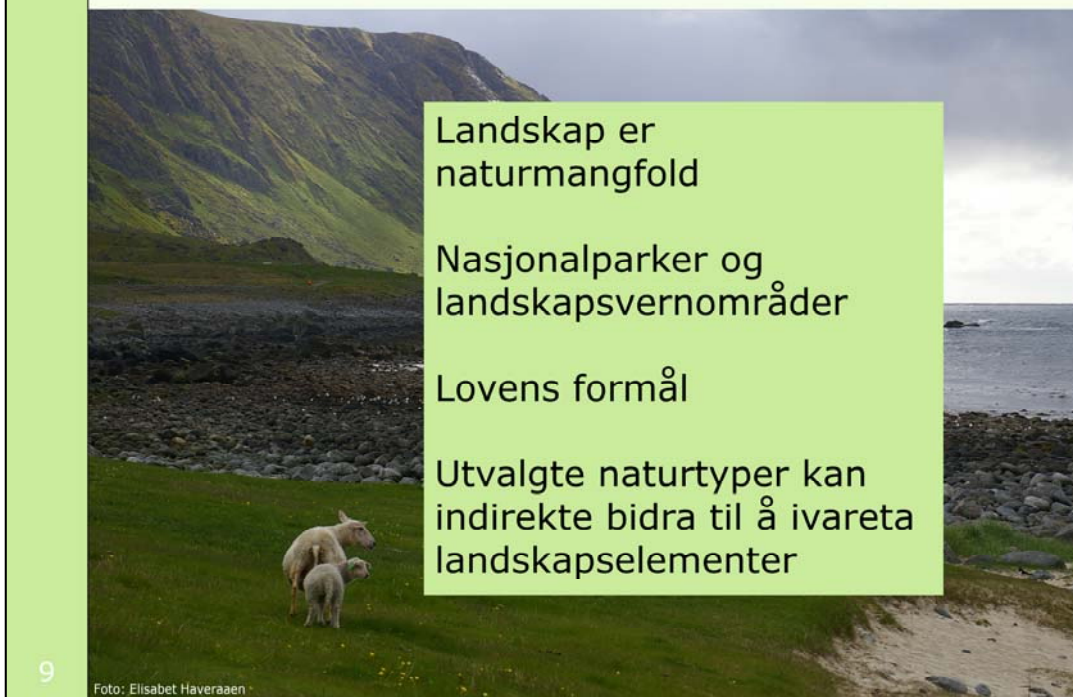 Landskap er
naturmangfold
Nasjonalparker og
landskapsvernområder
Lovens formål
Utvalgte naturtyper kan
indirekte bidra til å ivareta
landskapselementer
9
Foto: Elisabet Haveraaen